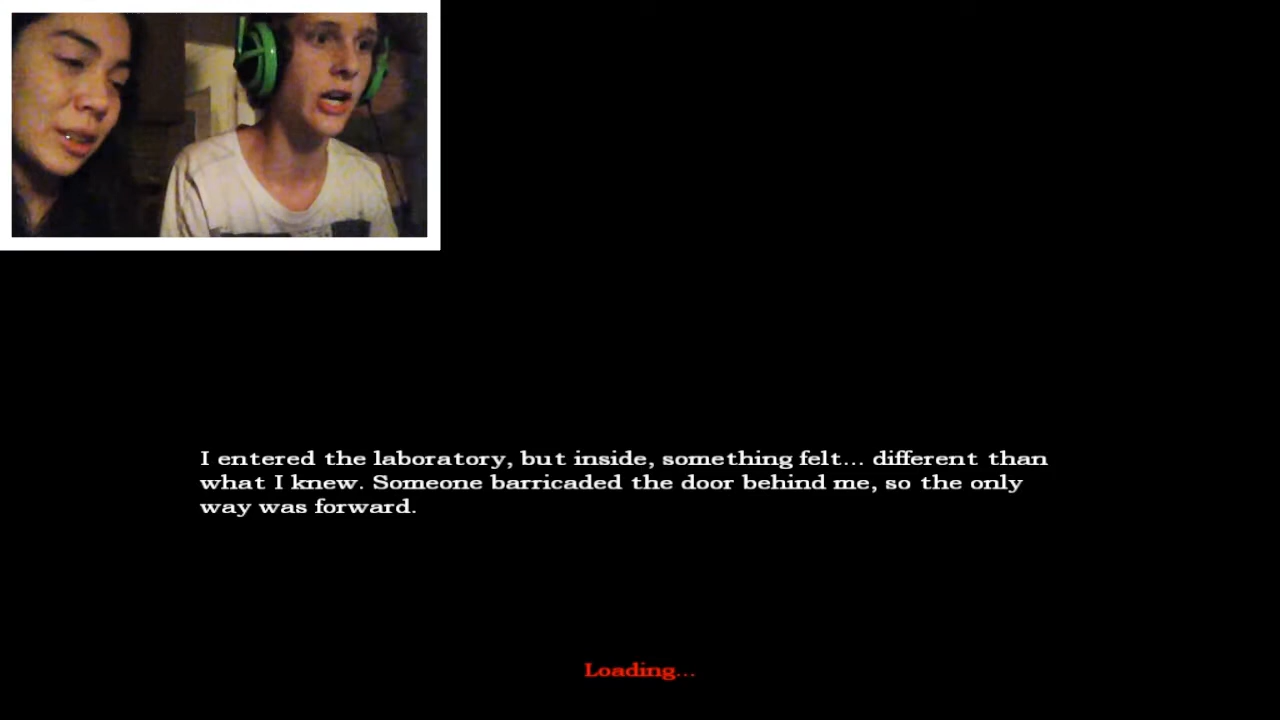 I entered the laboratory, but inside, something felt... different than
what I knew. Someone barricaded the door behind me, so the only
way was forward.
Loading...